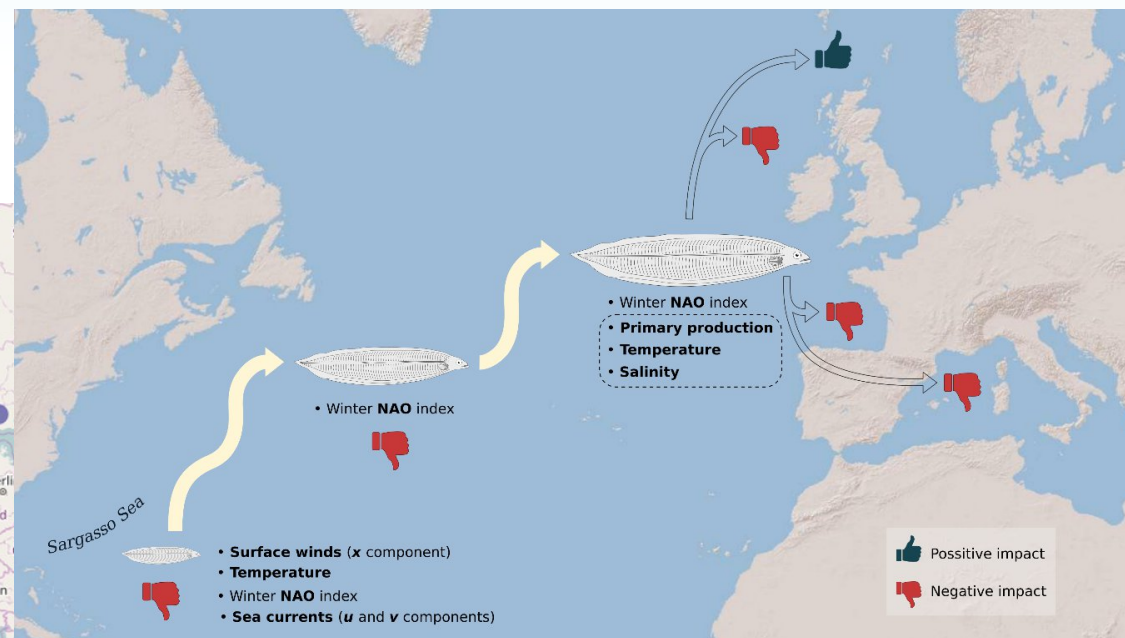 • Winter NAO index
• Primary production
• Temperature
• Salinity
• Winter NAO index
Sargasso Sea
• Surface winds (x component)
• Temperature
• Winter NAO index
• Sea currents (u and v components)
Possitive impact
Negative impact